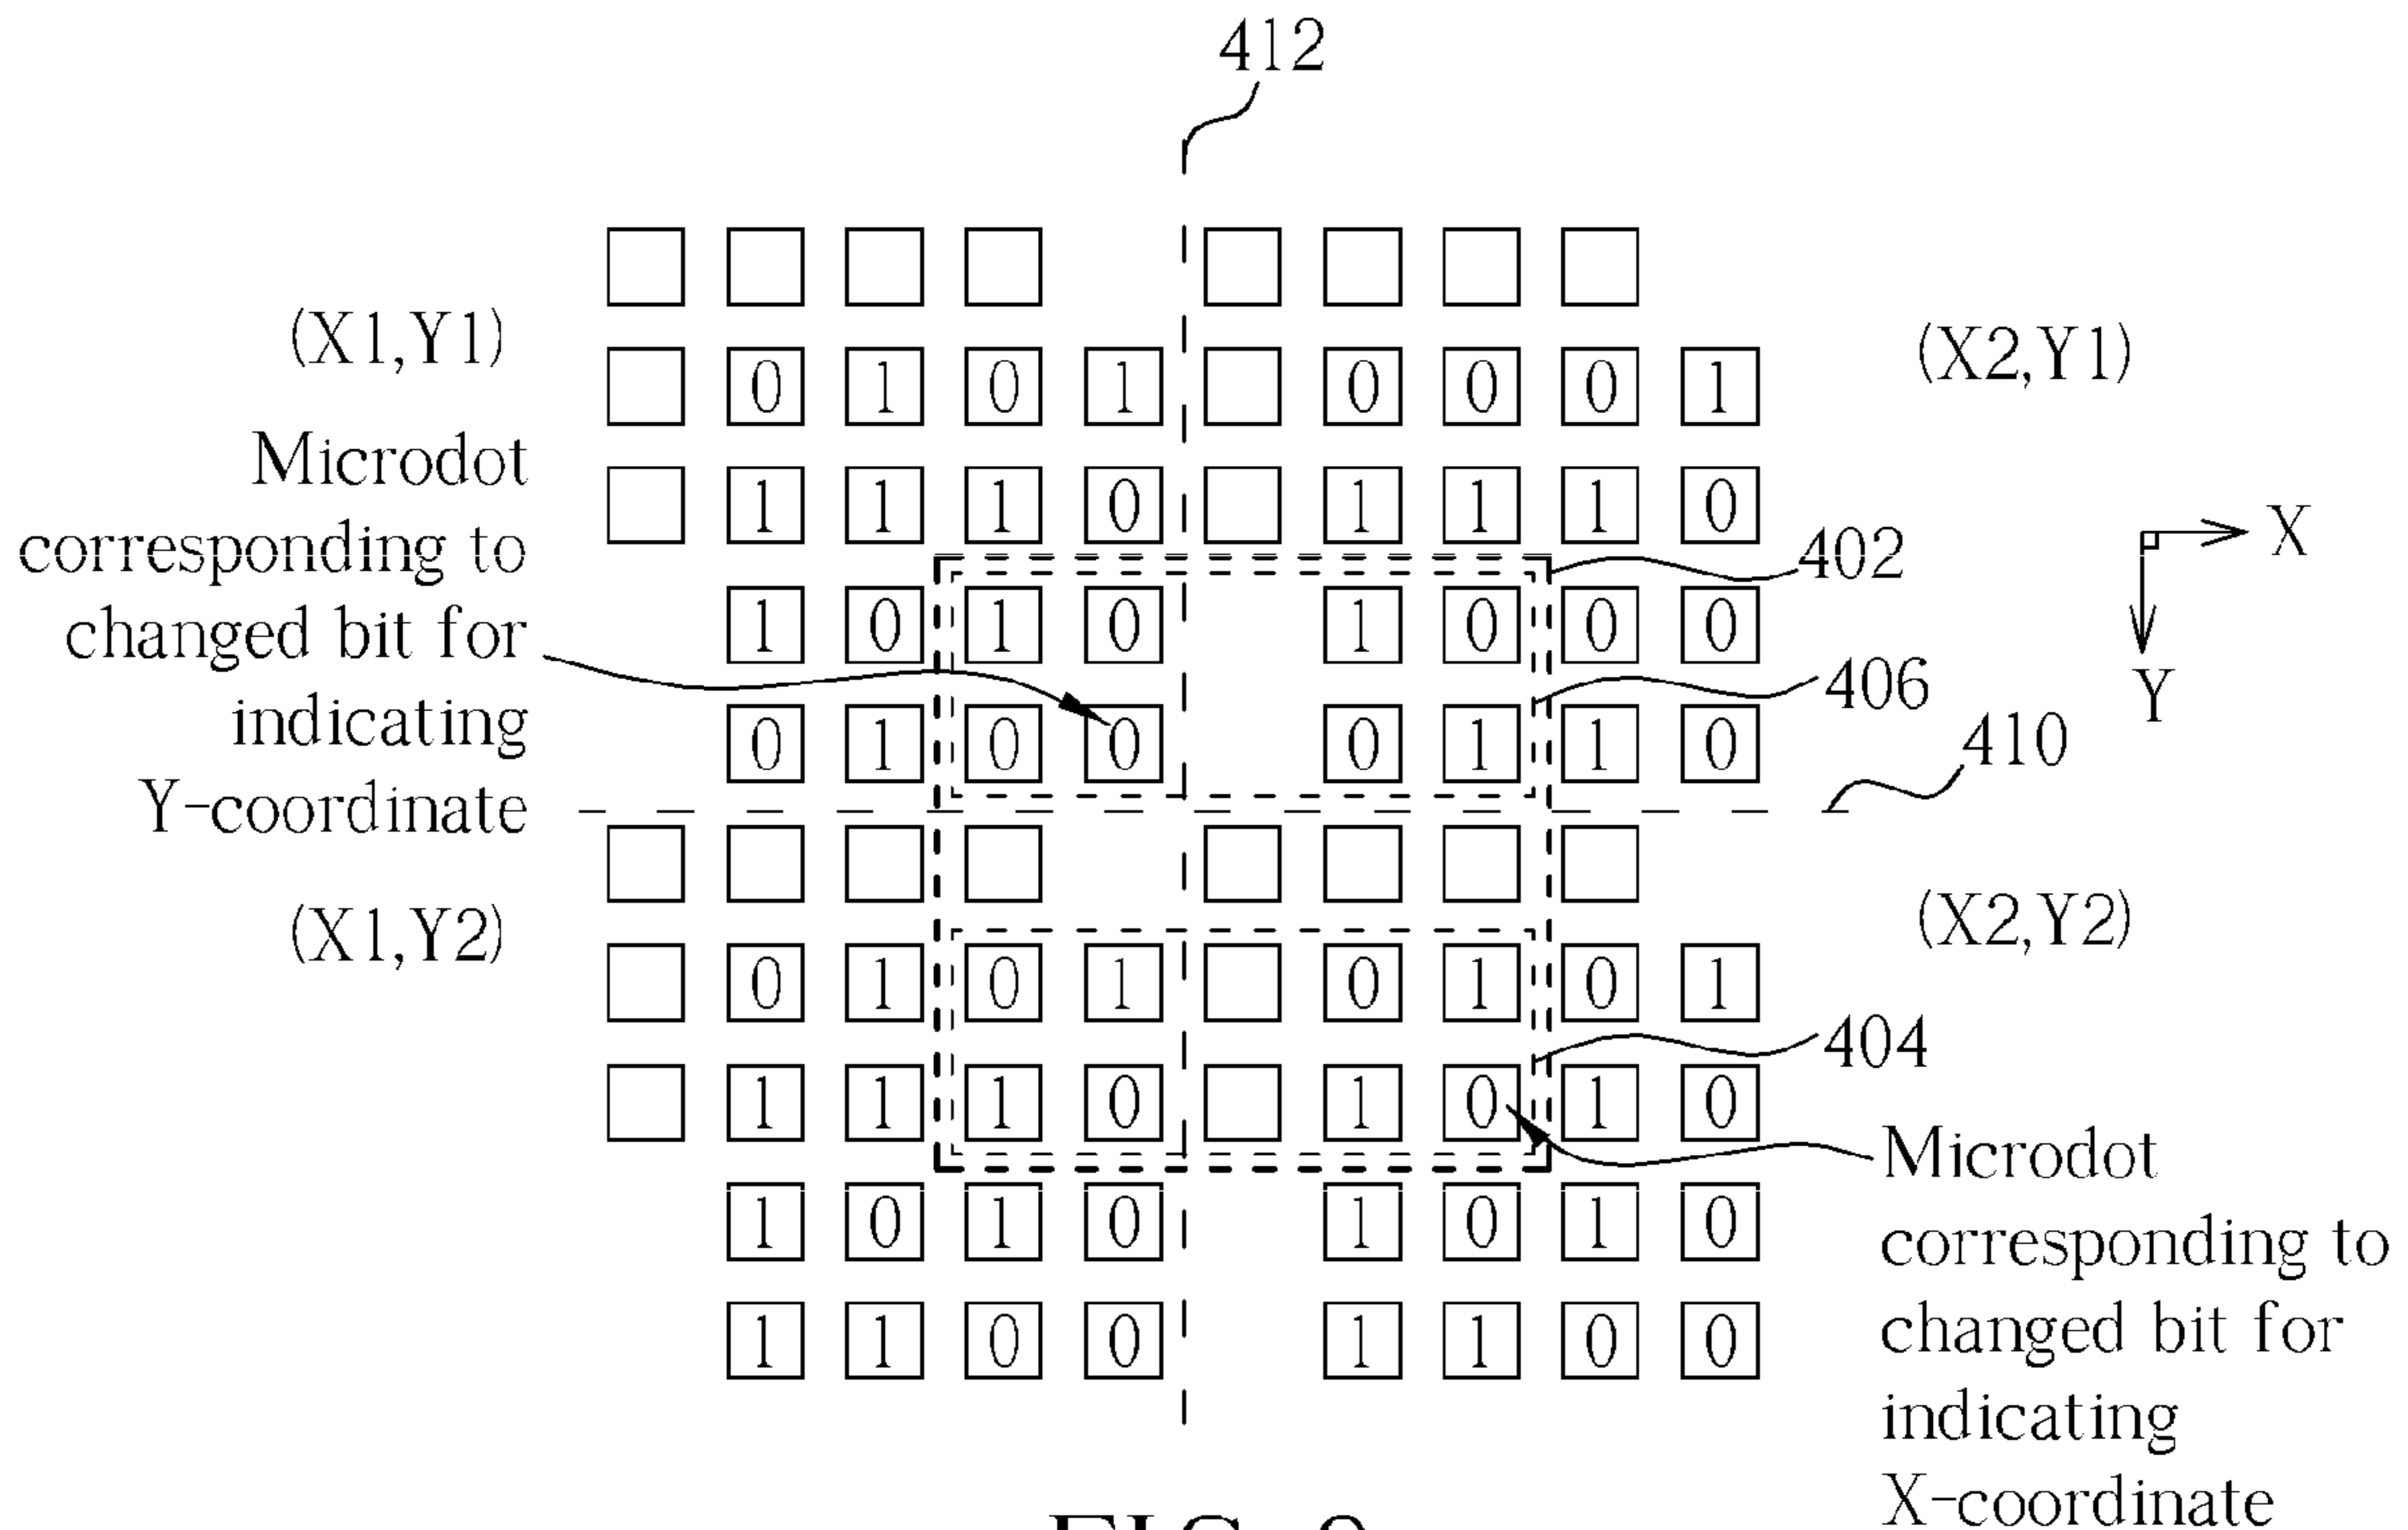 412
(X1,Y1)
(X2,Y1)
0 1 0 1 0 0 0 1
Microdot
corresponding to
changed bit for
indicating
Y-coordinate
1 1 1 0 1 1 1 0
X
Y
402
1 0 1 0 1 0 0 0
406
0 1 0 0 0 1 1 0
410
(X1,Y2)
(X2,Y2)
0 1 0 1 0 1 0 1
404
1 1 1 0 1 0 1 0
Microdot
corresponding to
changed bit for
indicating
X-coordinate
1 0 1 0 1 0 1 0
1 1 0 0 1 1 0 0